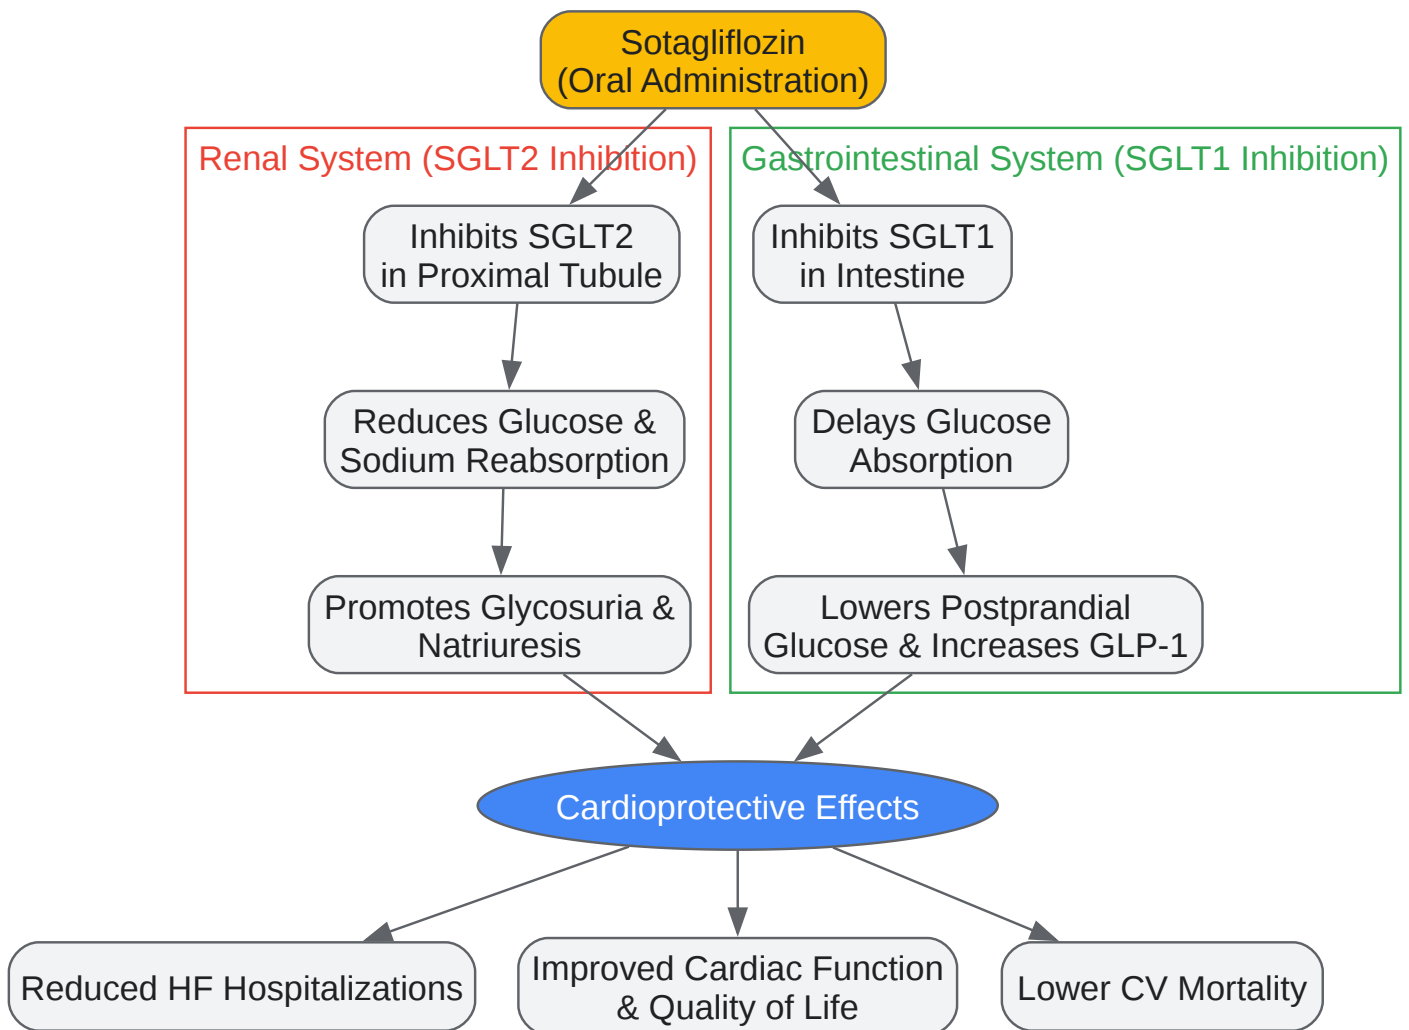 Sotagliflozin
(Oral Administration)
Renal System (SGLT2 Inhibition)
Inhibits SGLT2
in Proximal Tubule
Reduces Glucose &
Sodium Reabsorption
Promotes Glycosuria &
Natriuresis
Gastrointestinal System (SGLT1 Inhibition)
Inhibits SGLT1
in Intestine
Delays Glucose
Absorption
Lowers Postprandial
Glucose & Increases GLP-1
Cardioprotective Effects
Reduced HF Hospitalizations
Improved Cardiac Function
& Quality of Life
Lower CV Mortality